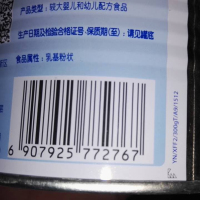 产品类型：较大婴儿和幼儿配方食品
生产日期及检验合格证号·保质期(至)：请见罐底
食品属性：乳基粉状
6 907925 772767